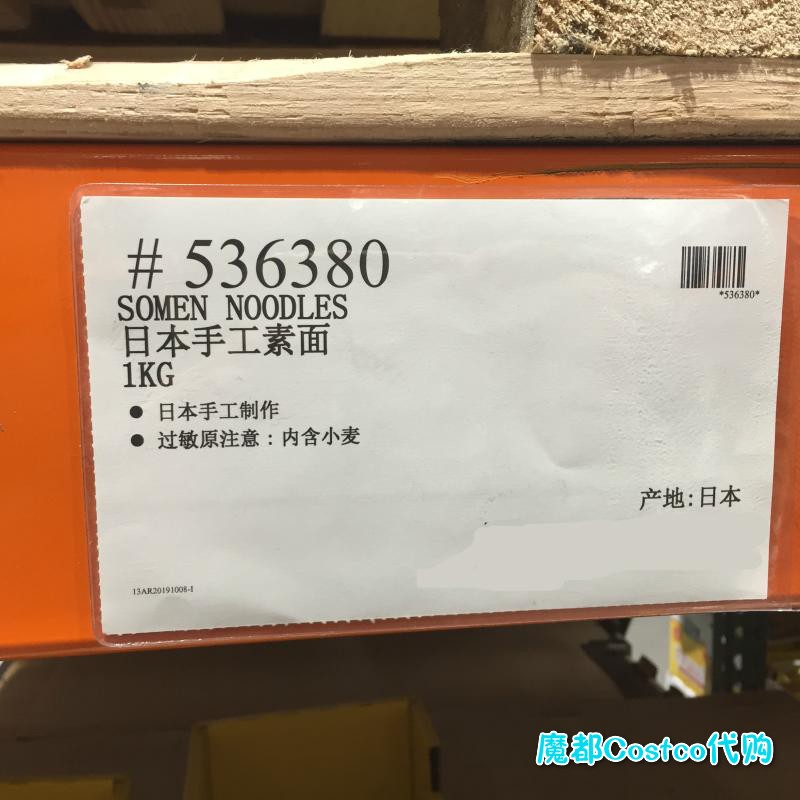 # 536380
*536380*
SOMEN NOODLES
日本手工素面
1KG
● 日本手工制作
● 过敏原注意：内含小麦
产地:日本
13AR20191008-I
魔都Costco代购